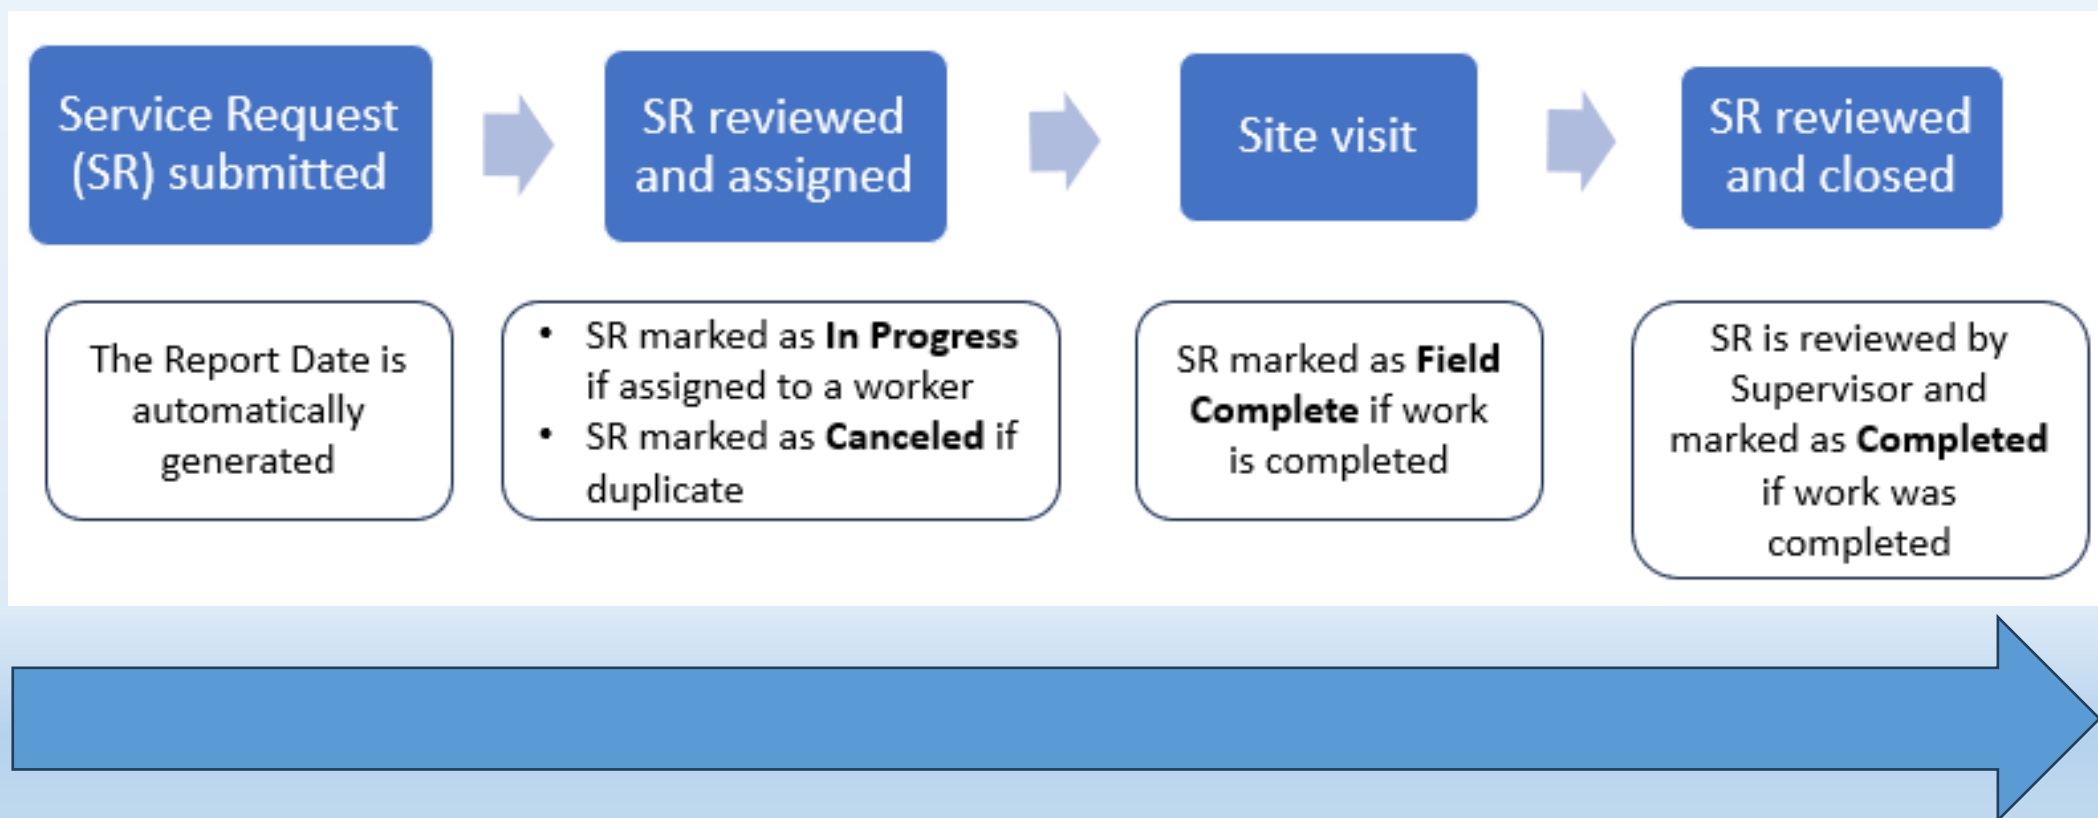 Service Request
(SR) submitted
SR reviewed
and assigned
Site visit
SR reviewed
and closed
The Report Date is
automatically
generated
• SR marked as In Progress
if assigned to a worker
• SR marked as Canceled if
duplicate
SR marked as Field
Complete if work
is completed
SR is reviewed by
Supervisor and
marked as Completed
if work was
completed